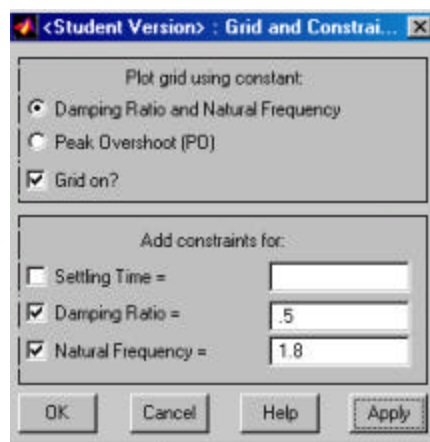 <Student Version> : Grid and Constrai...
Plot grid using constant:
Damping Ratio and Natural Frequency
Peak Overshoot (PO)
Grid on?
Add constraints for:
Settling Time =
Damping Ratio = .5
Natural Frequency = 1.8
OK Cancel Help Apply